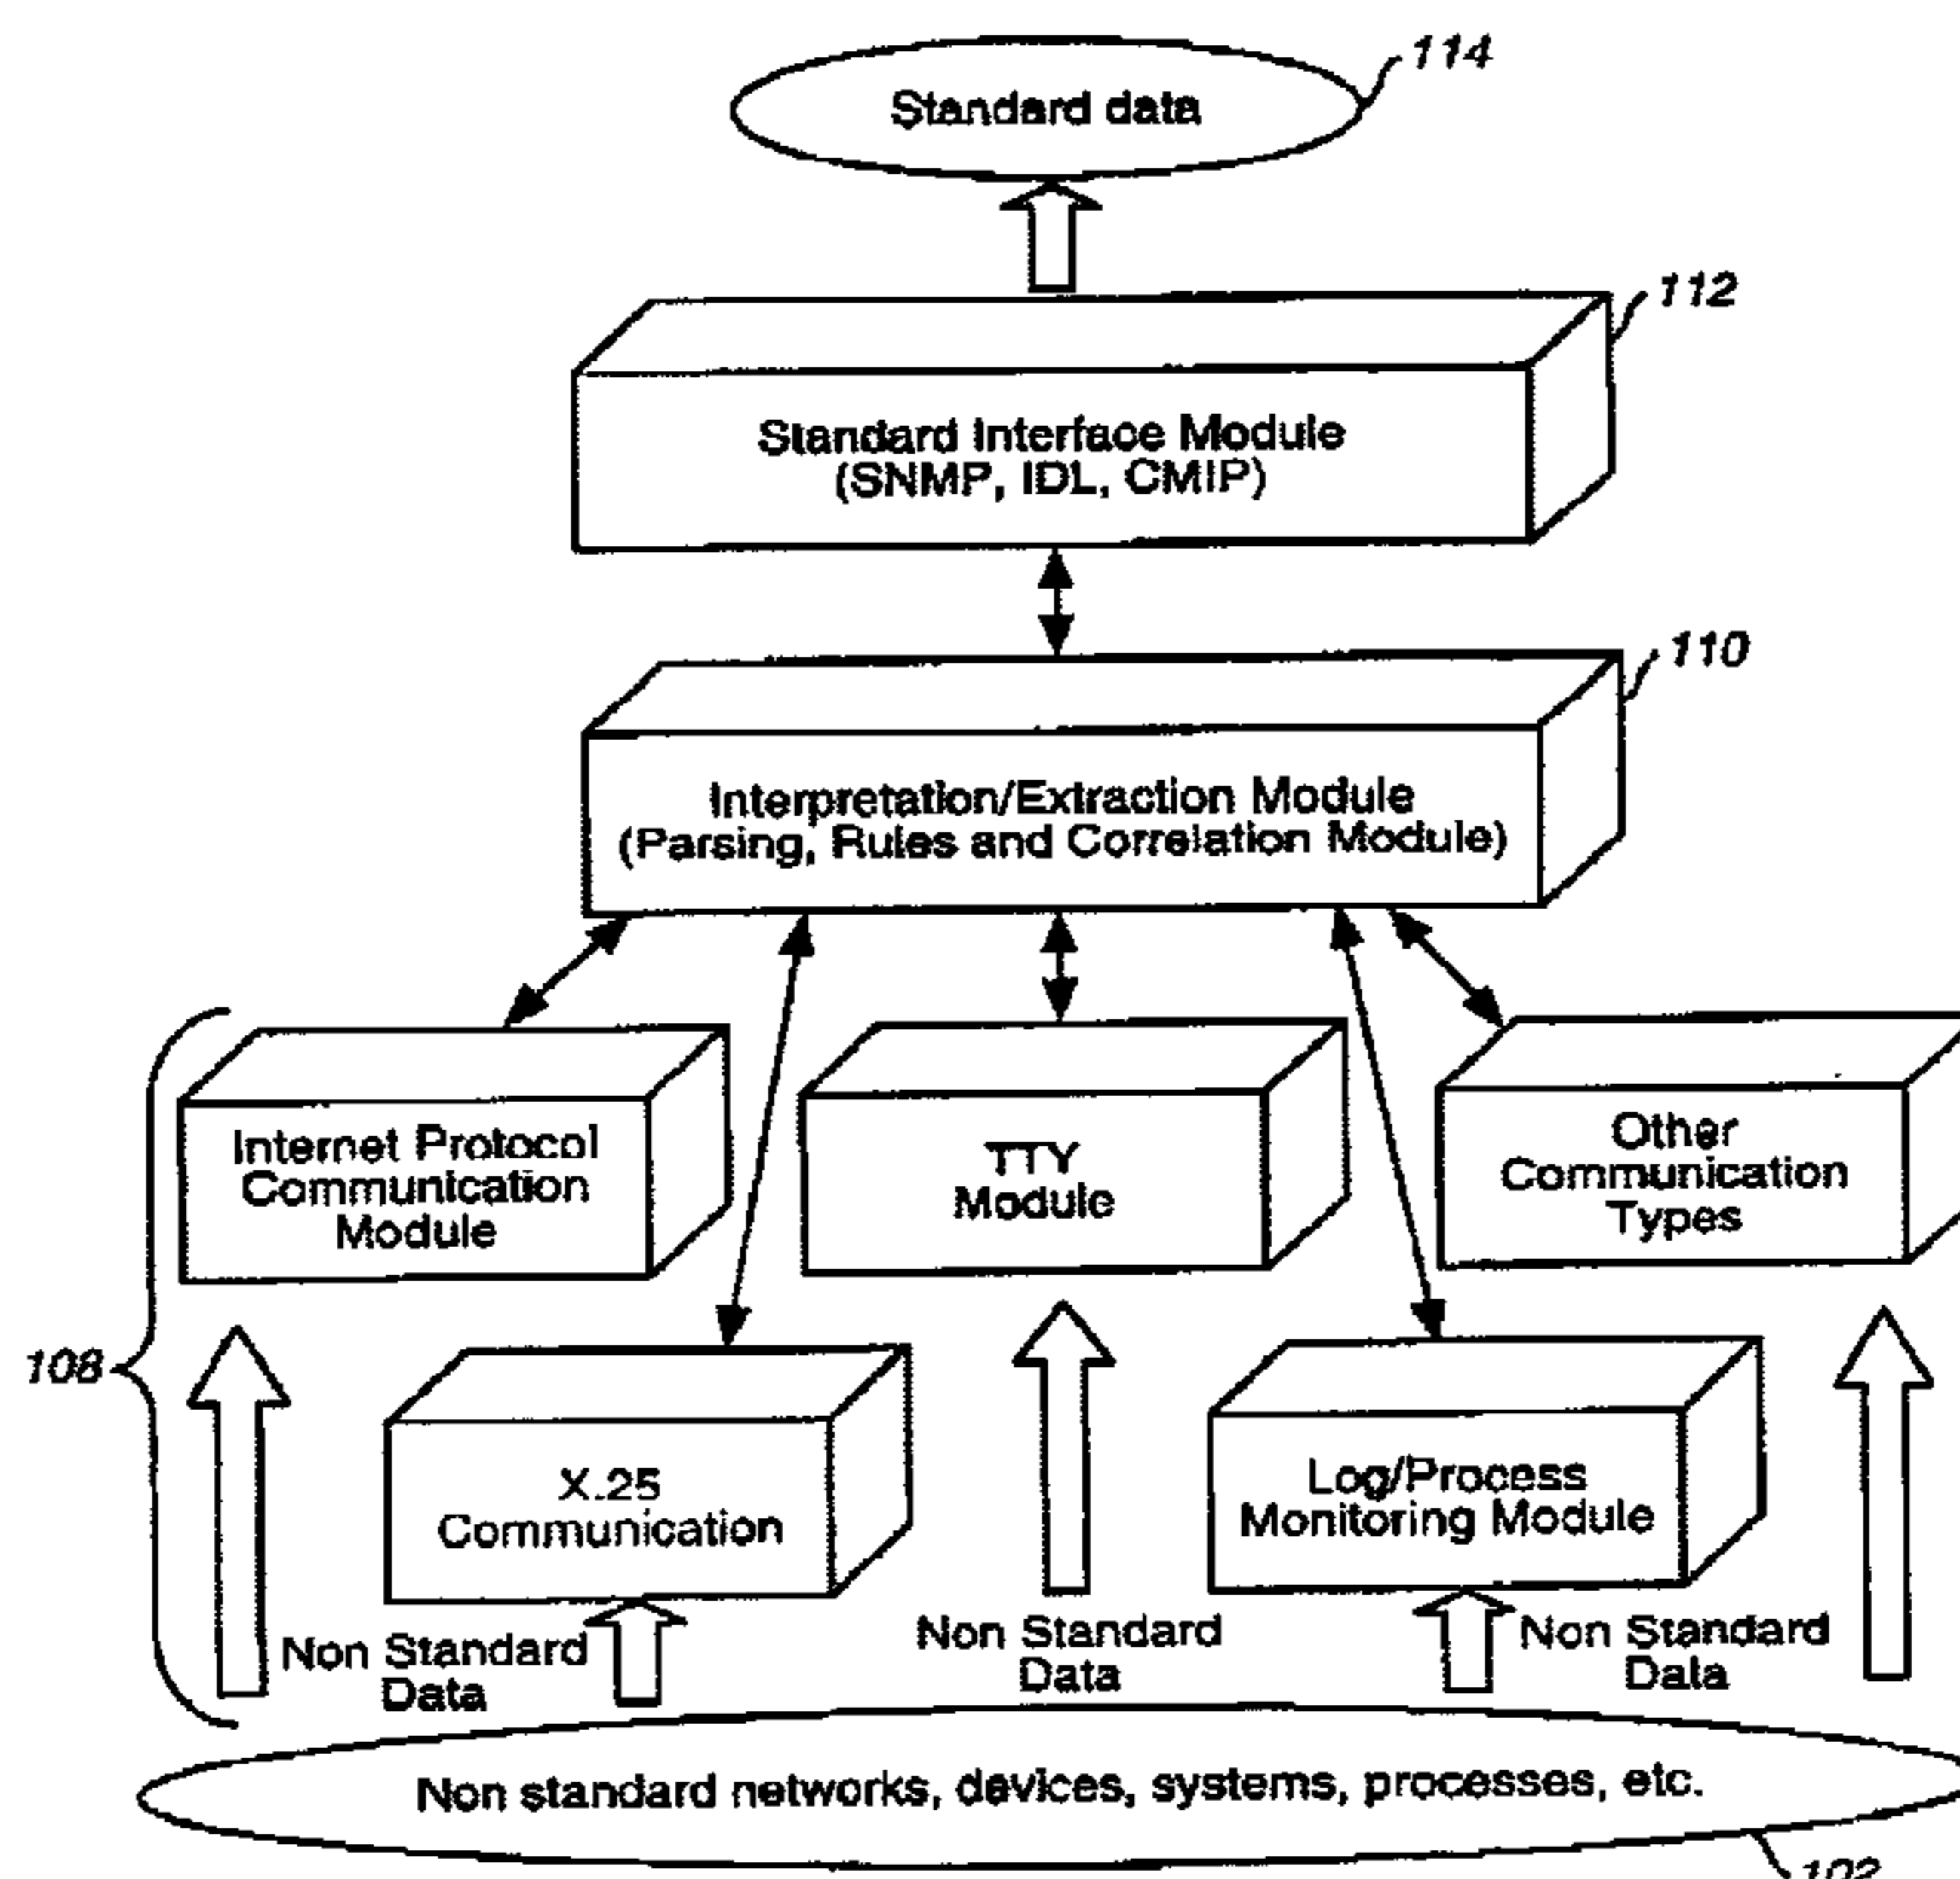 114
Standard data
112
Standard Interface Module
(SNMP, IDL, CMIP)
110
Interpretation/Extraction Module
(Parsing, Rules and Correlation Module)
Internet Protocol
Communication
Module
TTY
Module
Other
Communication
Types
108
X.25
Communication
Log/Process
Monitoring Module
Non Standard
Data
Non Standard
Data
Non Standard
Data
Non standard networks, devices, systems, processes, etc.
102